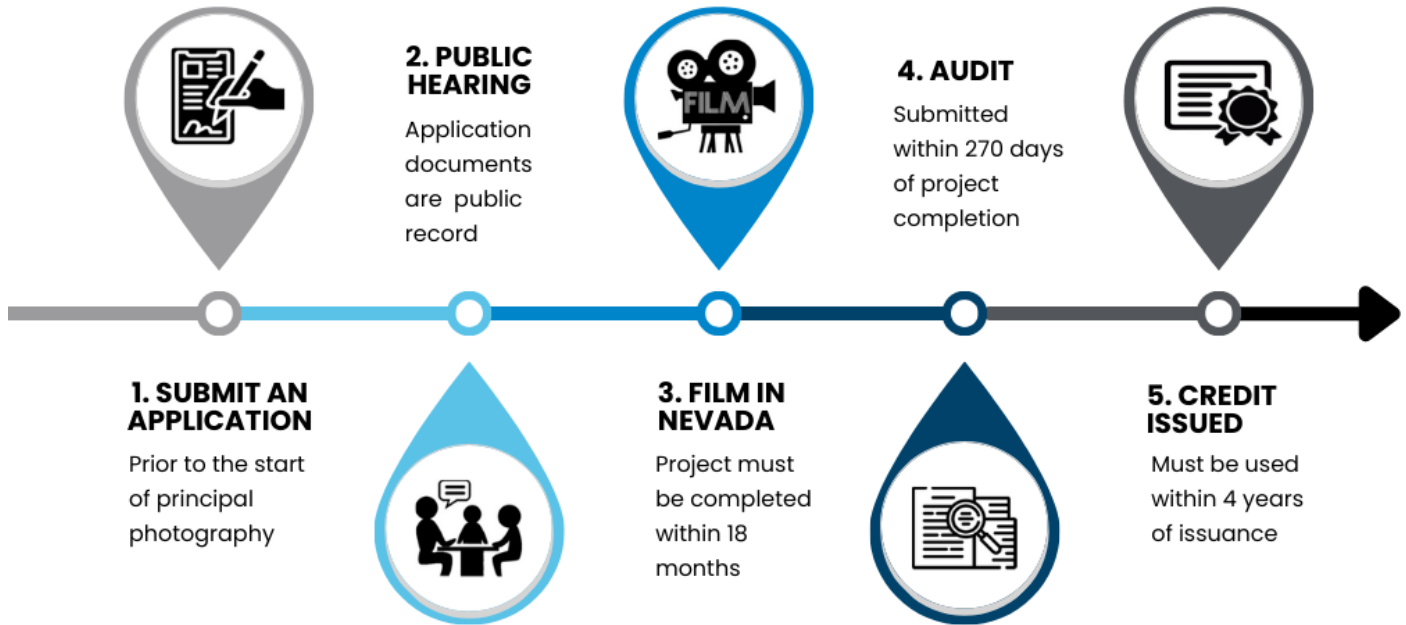 1. SUBMIT AN
APPLICATION
Prior to the start
of principal
photography
2. PUBLIC
HEARING
Application
documents
are public
record
FILM
3. FILM IN
NEVADA
Project must
be completed
within 18
months
4. AUDIT
Submitted
within 270 days
of project
completion
5. CREDIT
ISSUED
Must be used
within 4 years
of issuance